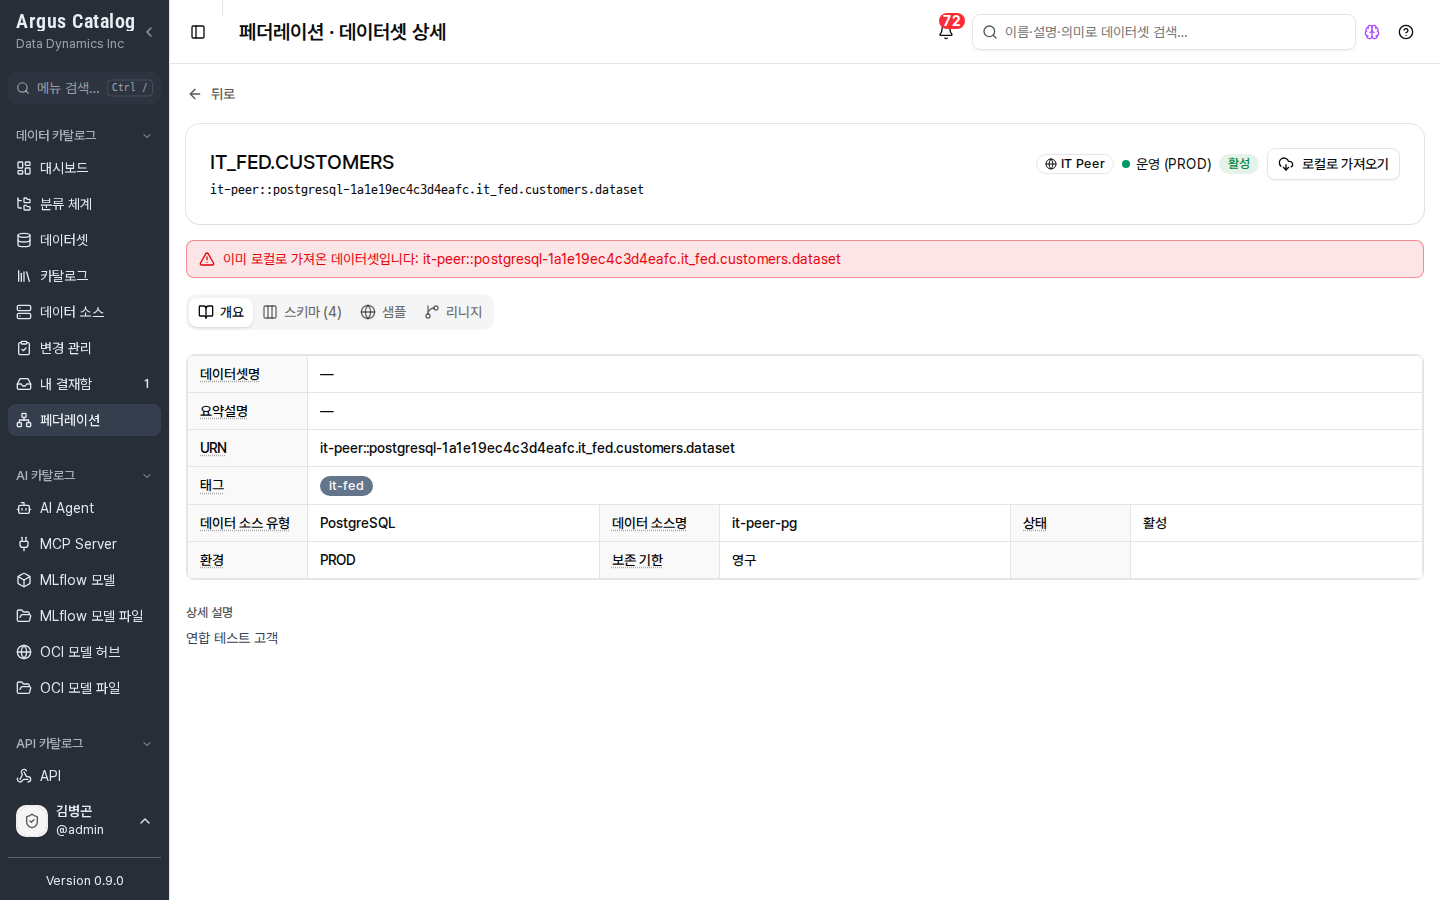 Argus Catalog
Data Dynamics Inc
메뉴 검색...
Ctrl /
데이터 카탈로그
대시보드
분류 체계
데이터셋
카탈로그
데이터 소스
변경 관리
내 결재함
1
페더레이션
AI 카탈로그
AI Agent
MCP Server
MLflow 모델
MLflow 모델 파일
OCI 모델 허브
OCI 모델 파일
API 카탈로그
API
김병곤
@admin
Version 0.9.0
페더레이션 · 데이터셋 상세
72
이름·설명·의미로 데이터셋 검색...
뒤로
IT_FED.CUSTOMERS
it-peer::postgresql-1a1e19ec4c3d4eafc.it_fed.customers.dataset
IT Peer
운영 (PROD)
활성
로컬로 가져오기
이미 로컬로 가져온 데이터셋입니다: it-peer::postgresql-1a1e19ec4c3d4eafc.it_fed.customers.dataset
개요
스키마 (4)
샘플
리니지
데이터셋명 —
요약설명 —
URN it-peer::postgresql-1a1e19ec4c3d4eafc.it_fed.customers.dataset
태그 it-fed
데이터 소스 유형 PostgreSQL 데이터 소스명 it-peer-pg 상태 활성
환경 PROD 보존 기한 영구
상세 설명
연합 테스트 고객